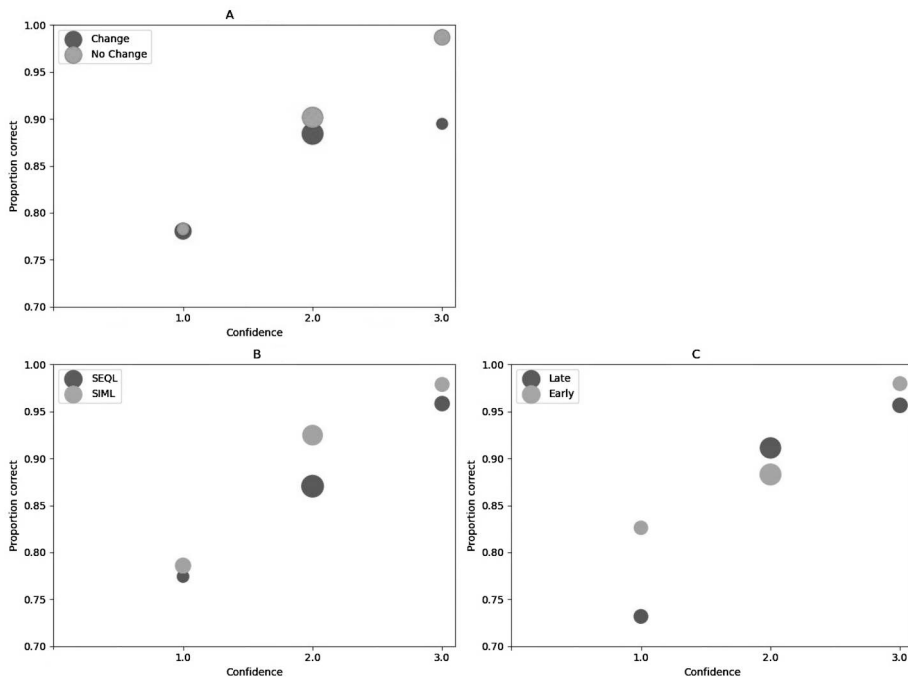 A
1.00
0.95
0.90
0.85
0.80
0.75
0.70
Proportion correct
Change
No Change
1.0 2.0 3.0
Confidence
B
1.00
0.95
0.90
0.85
0.80
0.75
0.70
Proportion correct
SEQL
SIML
1.0 2.0 3.0
Confidence
C
1.00
0.95
0.90
0.85
0.80
0.75
0.70
Proportion correct
Late
Early
1.0 2.0 3.0
Confidence